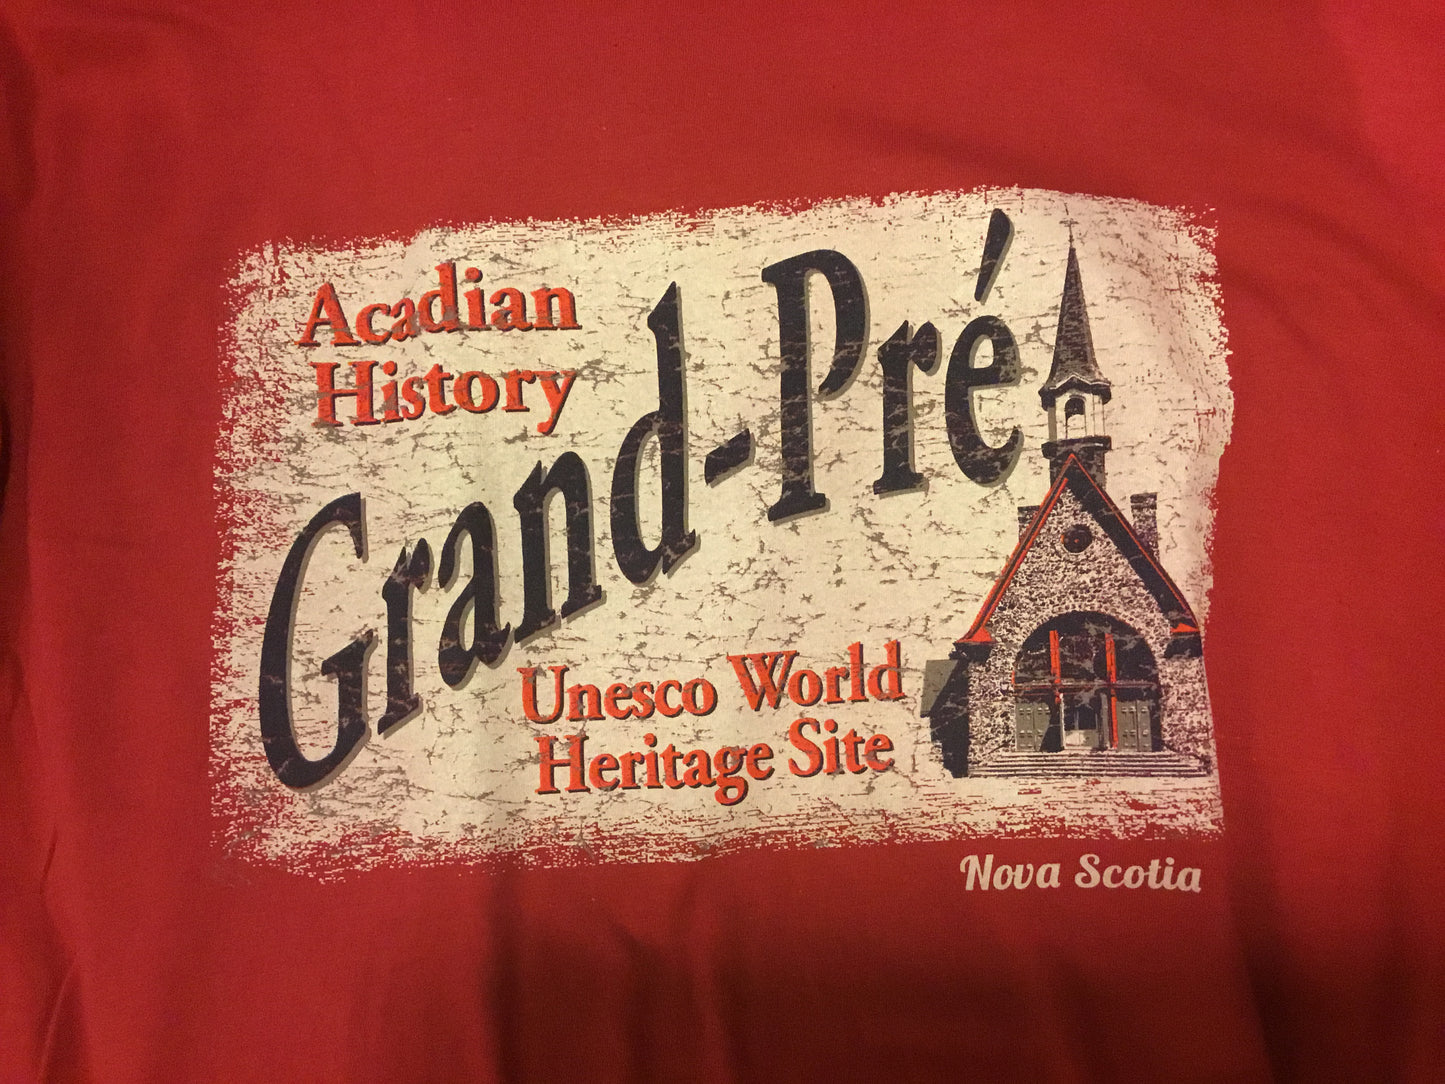 Acadian
History
Grand-Pré
Unesco World
Heritage Site
Nova Scotia